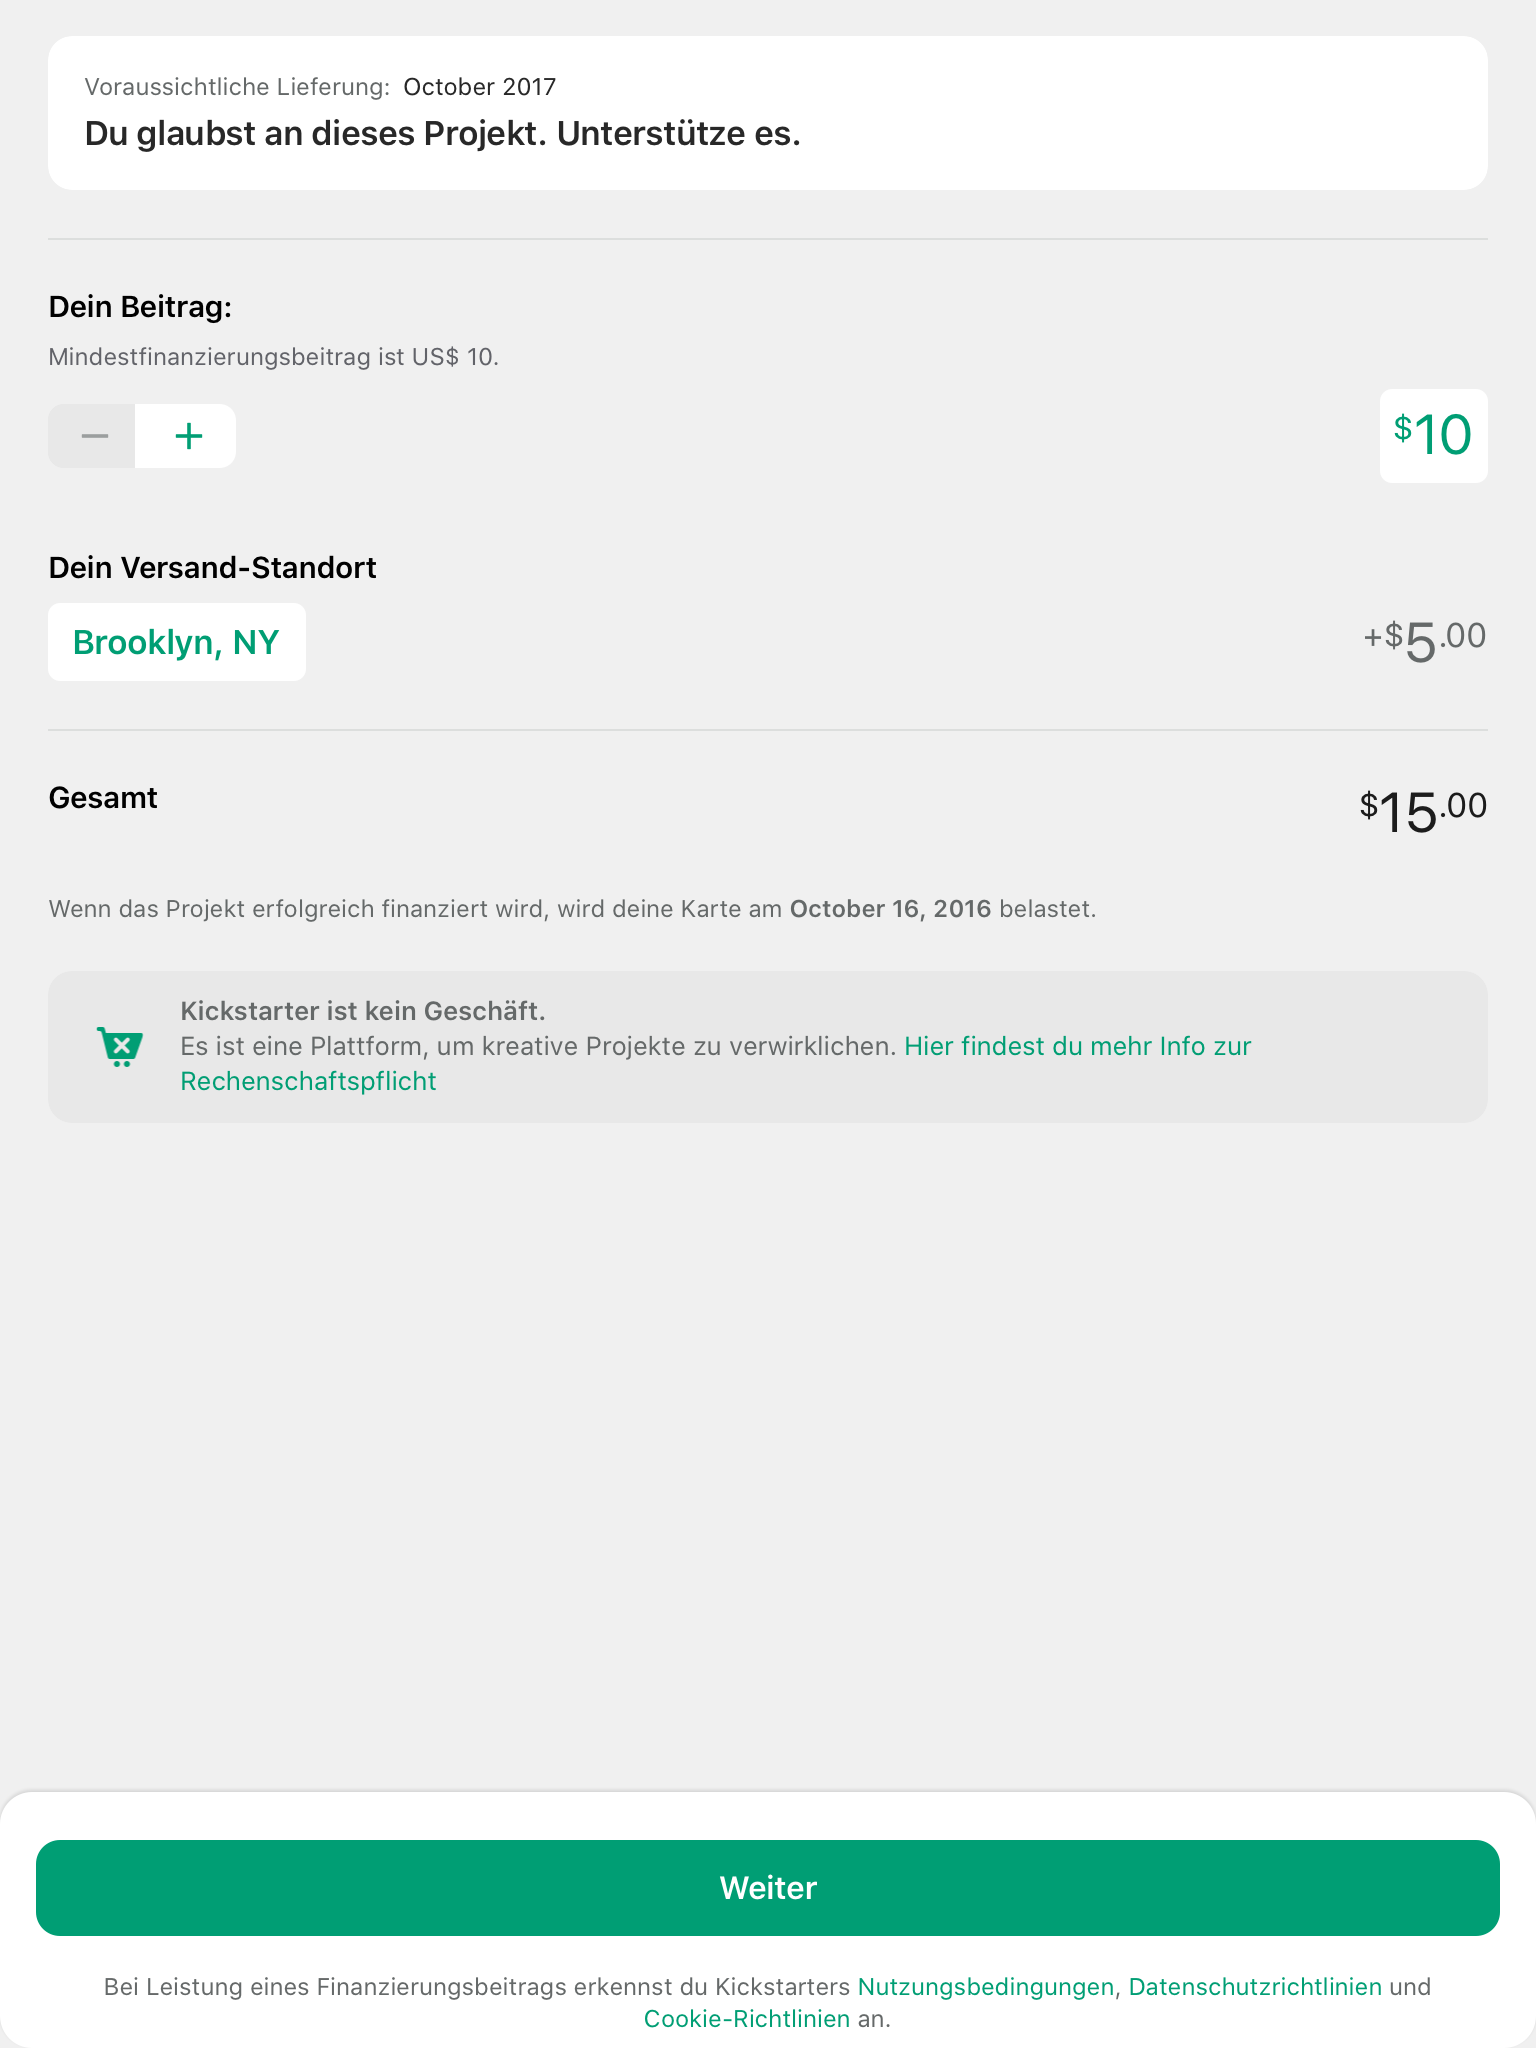 Voraussichtliche Lieferung: October 2017
Du glaubst an dieses Projekt. Unterstütze es.
Dein Beitrag:
Mindestfinanzierungsbeitrag ist US$ 10.
− +
$10
Dein Versand-Standort
Brooklyn, NY
+$5.00
Gesamt
$15.00
Wenn das Projekt erfolgreich finanziert wird, wird deine Karte am October 16, 2016 belastet.
Kickstarter ist kein Geschäft.
Es ist eine Plattform, um kreative Projekte zu verwirklichen. Hier findest du mehr Info zur
Rechenschaftspflicht
Weiter
Bei Leistung eines Finanzierungsbeitrags erkennst du Kickstarters Nutzungsbedingungen, Datenschutzrichtlinien und
Cookie-Richtlinien an.